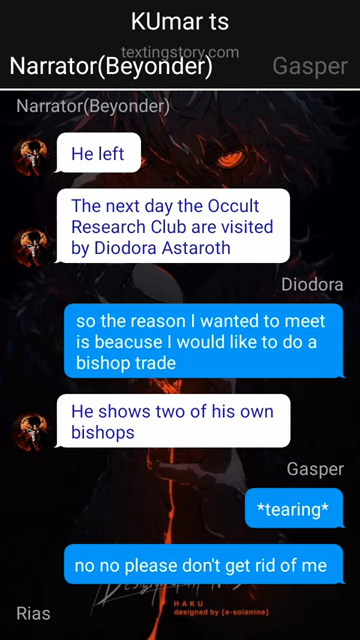 KUmar ts
textingstory.com
Narrator(Beyonder)
Gasper
Narrator(Beyonder)
He left
The next day the Occult
Research Club are visited
by Diodora Astaroth
Diodora
so the reason I wanted to meet
is beacuse I would like to do a
bishop trade
He shows two of his own
bishops
Gasper
*tearing*
no no please don't get rid of me
HAKU
designed by [a-solanine]
Rias